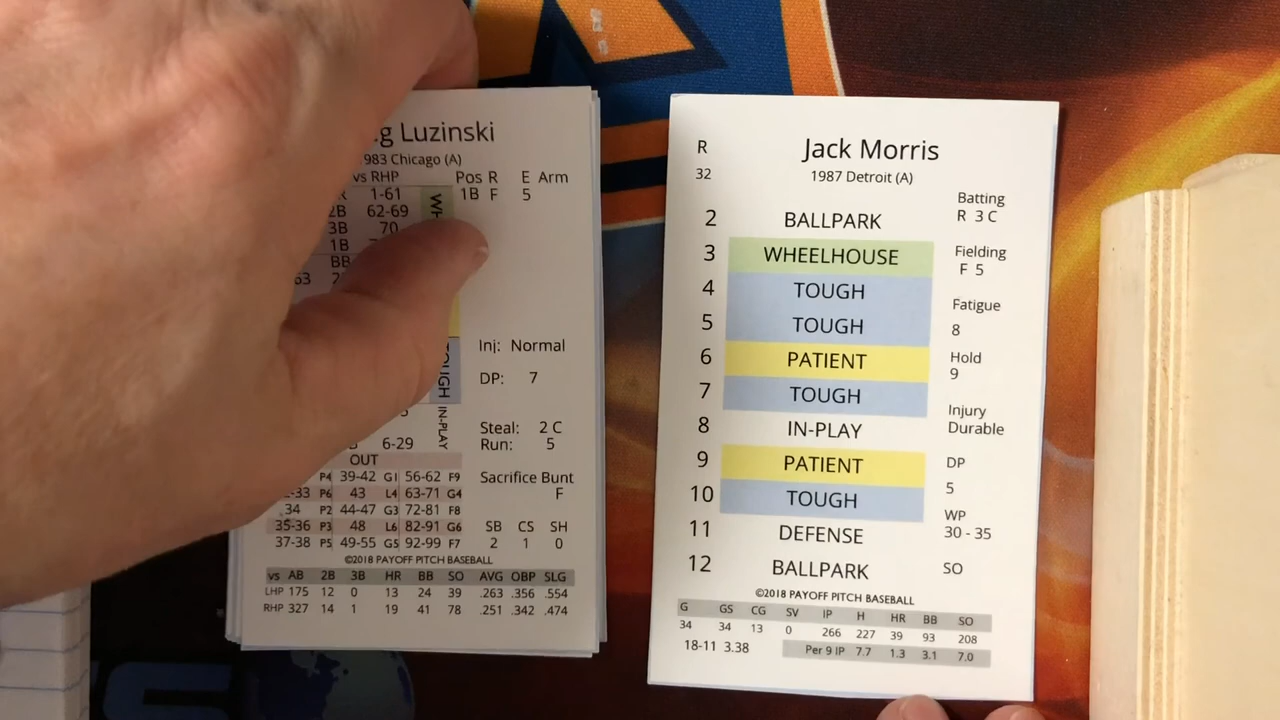 g Luzinski
983 Chicago (A)
vs RHP Pos R E Arm
R 1-61 1B F 5
2B 62-69
3B 70
1B
BB
63
Inj: Normal
DP: 7
TOUGH
IN-PLAY
Steal: 2 C
6-29 Run: 5
OUT
P4 39-42 G1 56-62 F9 Sacrifice Bunt
-33 P6 43 L4 63-71 G4 F
34 P2 44-47 G3 72-81 F8
35-36 P3 48 L6 82-91 G6 SB CS SH
37-38 P5 49-55 G5 92-99 F7 2 1 0
©2018 PAYOFF PITCH BASEBALL
vs AB 2B 3B HR BB SO AVG OBP SLG
LHP 175 12 0 13 24 39 .263 .356 .554
RHP 327 14 1 19 41 78 .251 .342 .474
R Jack Morris
32 1987 Detroit (A)
Batting
R 3 C
2 BALLPARK
3 WHEELHOUSE
Fielding
F 5
4 TOUGH
Fatigue
5 TOUGH
8
6 PATIENT
Hold
9
7 TOUGH
Injury
Durable
8 IN-PLAY
9 PATIENT
DP
5
10 TOUGH
WP
30 - 35
11 DEFENSE
12 BALLPARK
SO
©2018 PAYOFF PITCH BASEBALL
G GS CG SV IP H HR BB SO
34 34 13 0 266 227 39 93 208
18-11 3.38 Per 9 IP 7.7 1.3 3.1 7.0